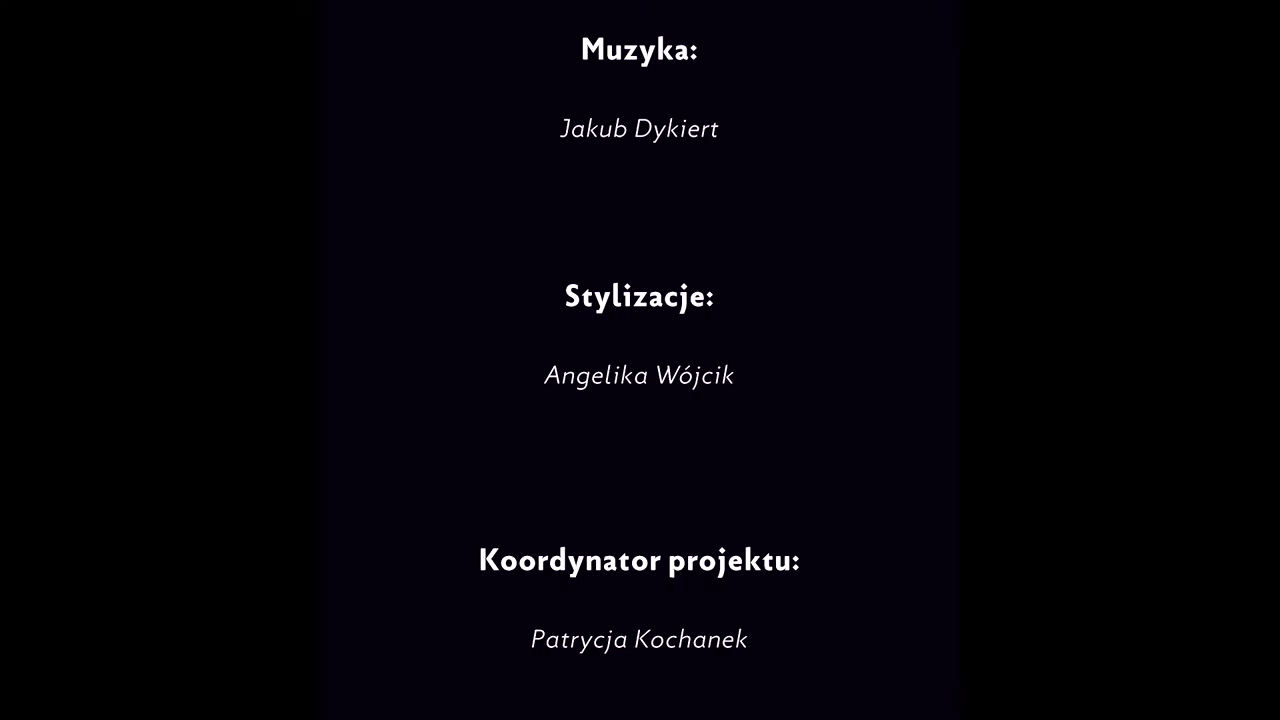 Muzyka:
Jakub Dykiert
Stylizacje:
Angelika Wójcik
Koordynator projektu:
Patrycja Kochanek